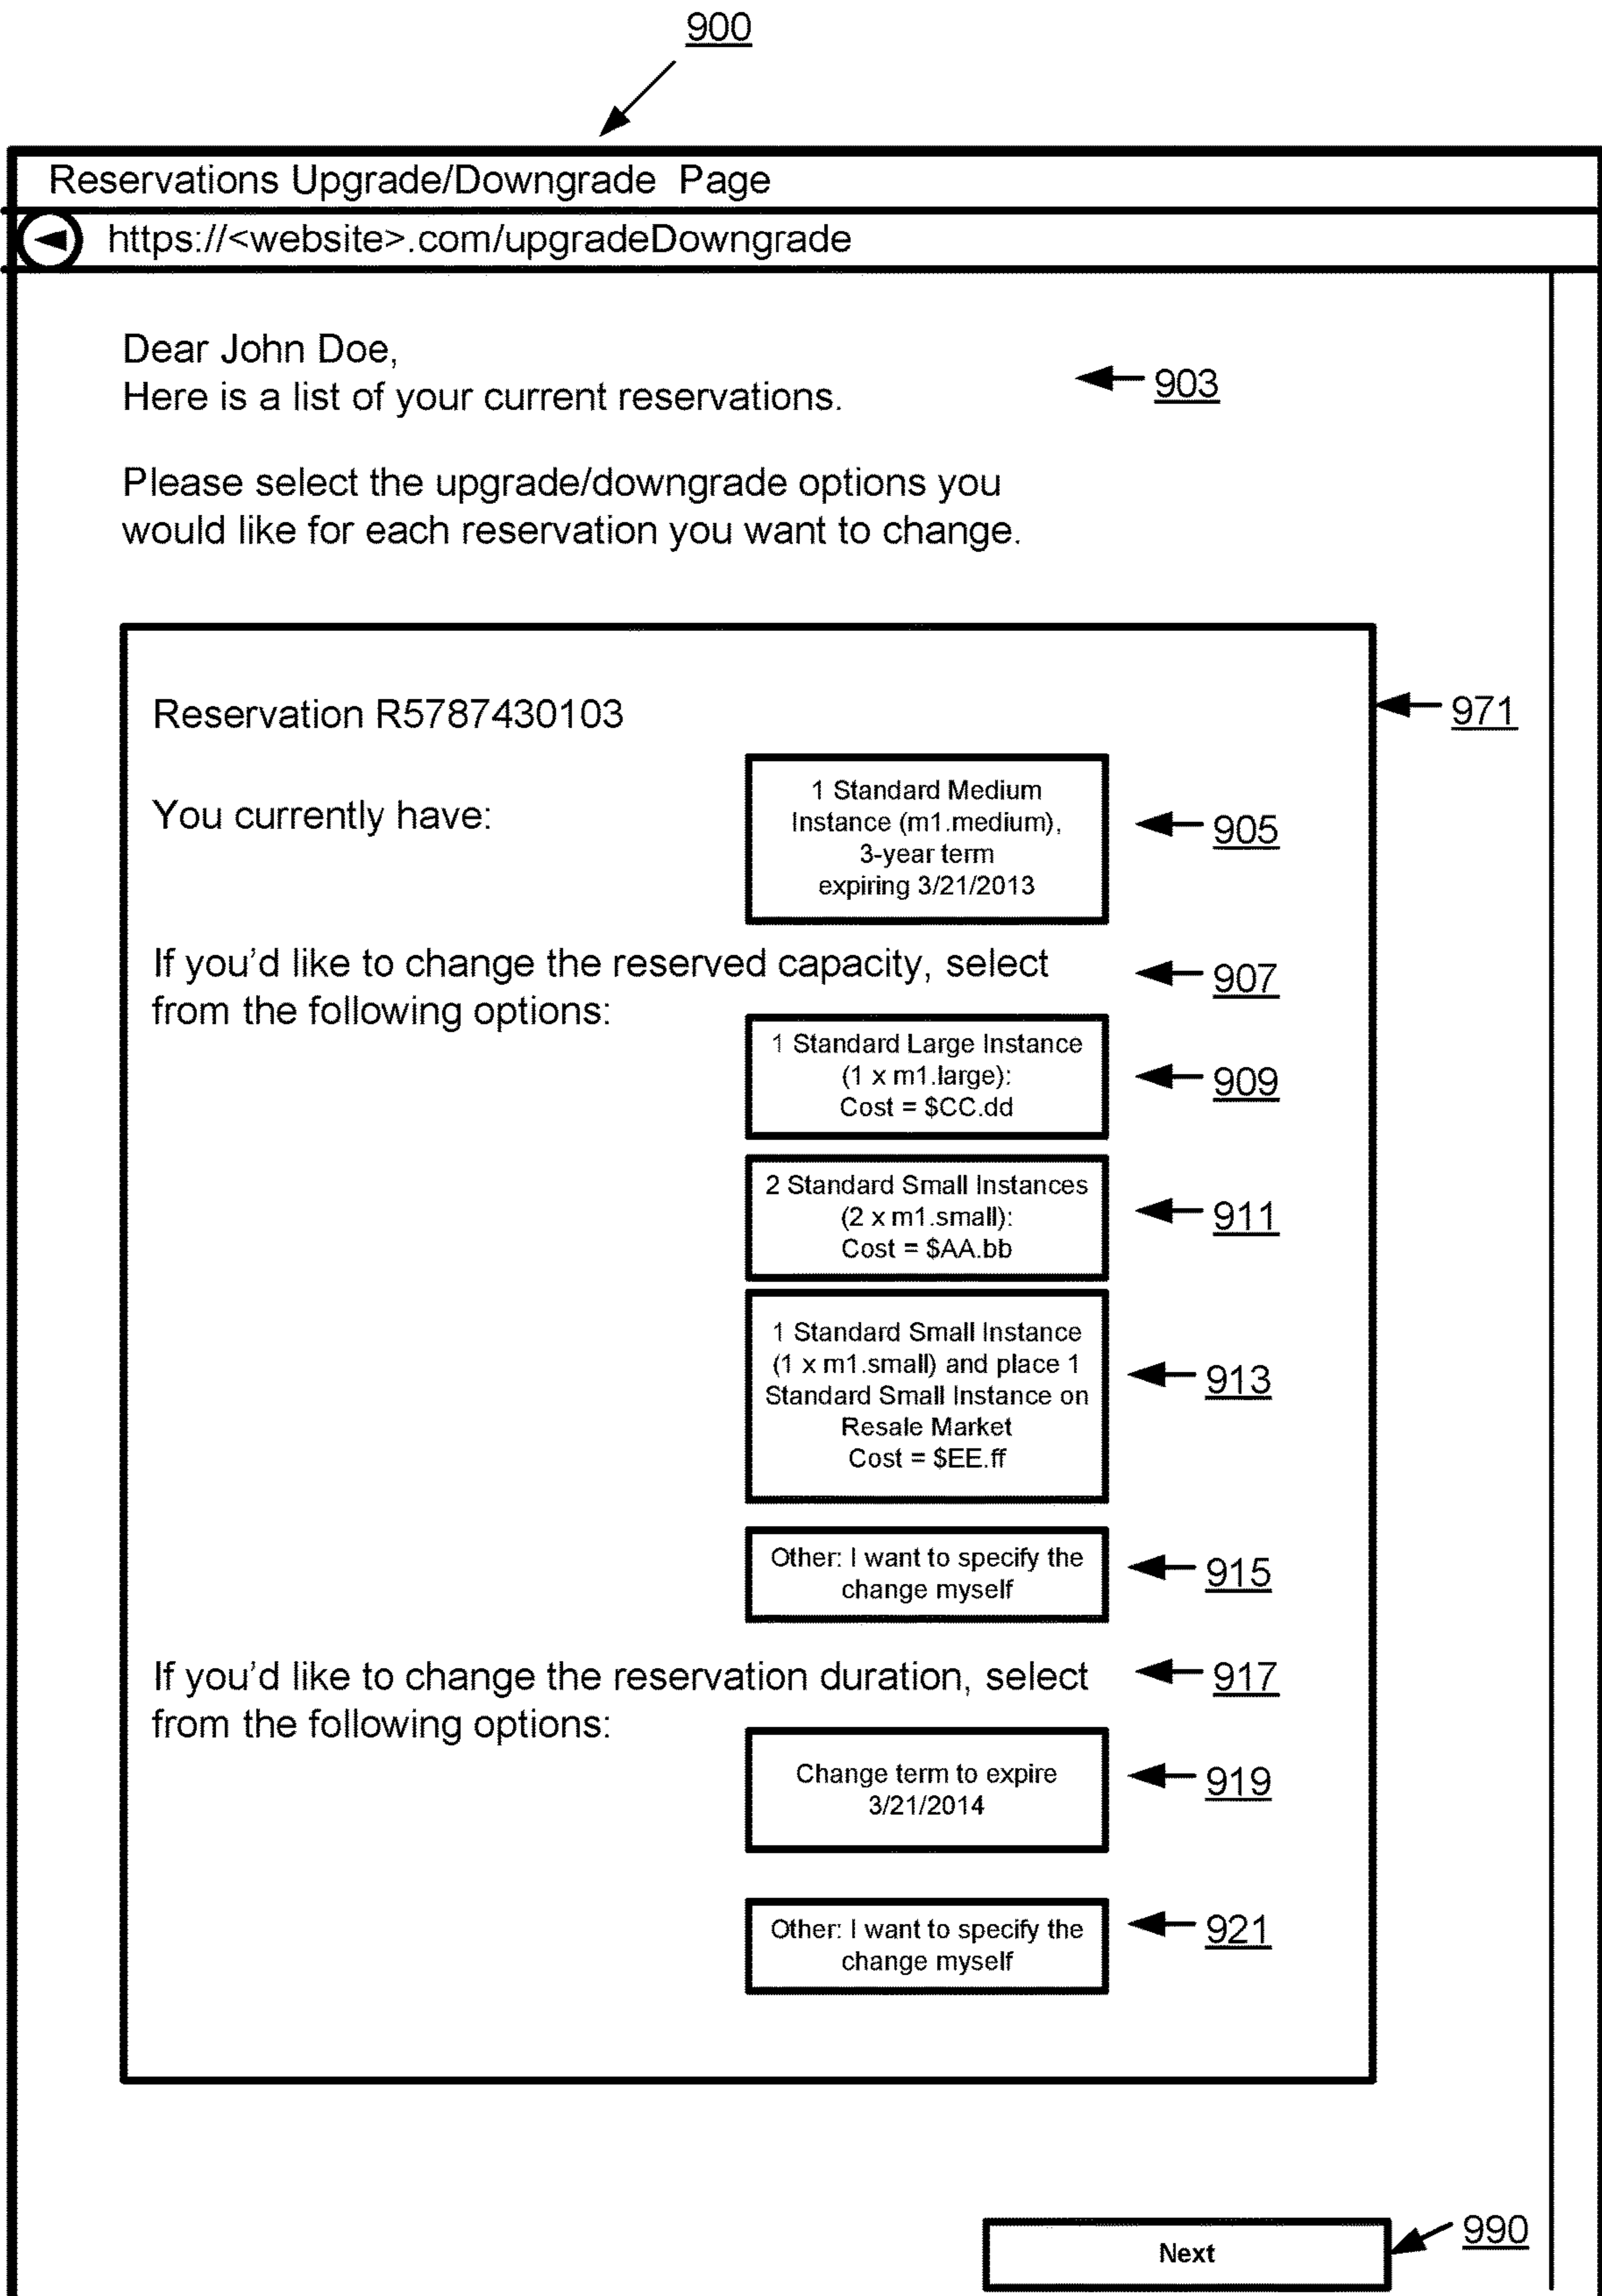 900
Reservations Upgrade/Downgrade Page
https://<website>.com/upgradeDowngrade
Dear John Doe,
Here is a list of your current reservations.
903
Please select the upgrade/downgrade options you
would like for each reservation you want to change.
Reservation R5787430103
971
You currently have:
1 Standard Medium
Instance (m1.medium),
3-year term
expiring 3/21/2013
905
If you'd like to change the reserved capacity, select
from the following options:
907
1 Standard Large Instance
(1 x m1.large):
Cost = $CC.dd
909
2 Standard Small Instances
(2 x m1.small):
Cost = $AA.bb
911
1 Standard Small Instance
(1 x m1.small) and place 1
Standard Small Instance on
Resale Market
Cost = $EE.ff
913
Other: I want to specify the
change myself
915
If you'd like to change the reservation duration, select
from the following options:
917
Change term to expire
3/21/2014
919
Other: I want to specify the
change myself
921
Next
990